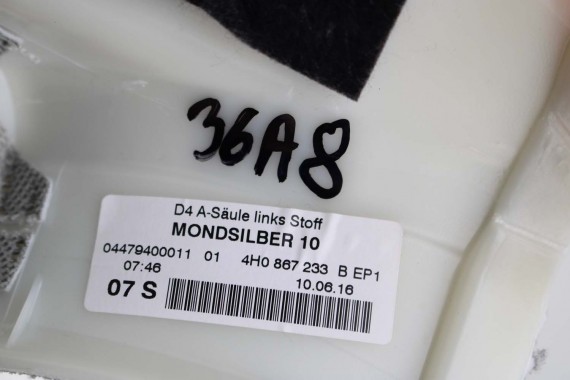 36A8
D4 A-Säule links Stoff
MONDSILBER 10
04479400011 01 4H0 867 233 B EP1
07:46 10.06.16
07 S